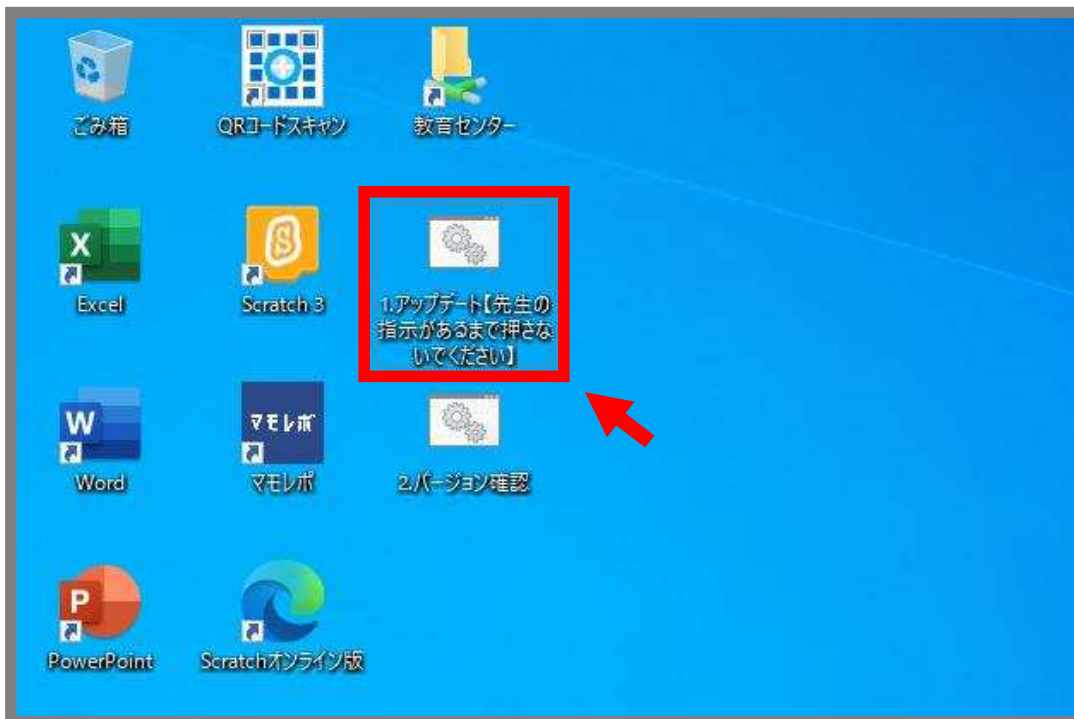 ごみ箱
QRコードスキャン
教育センター
X
Excel
S
Scratch 3
1.アップデート【先生の
指示があるまで押さな
いでください】
W
Word
マモレポ
マモレポ
2.バージョン確認
P
PowerPoint
Scratchオンライン版